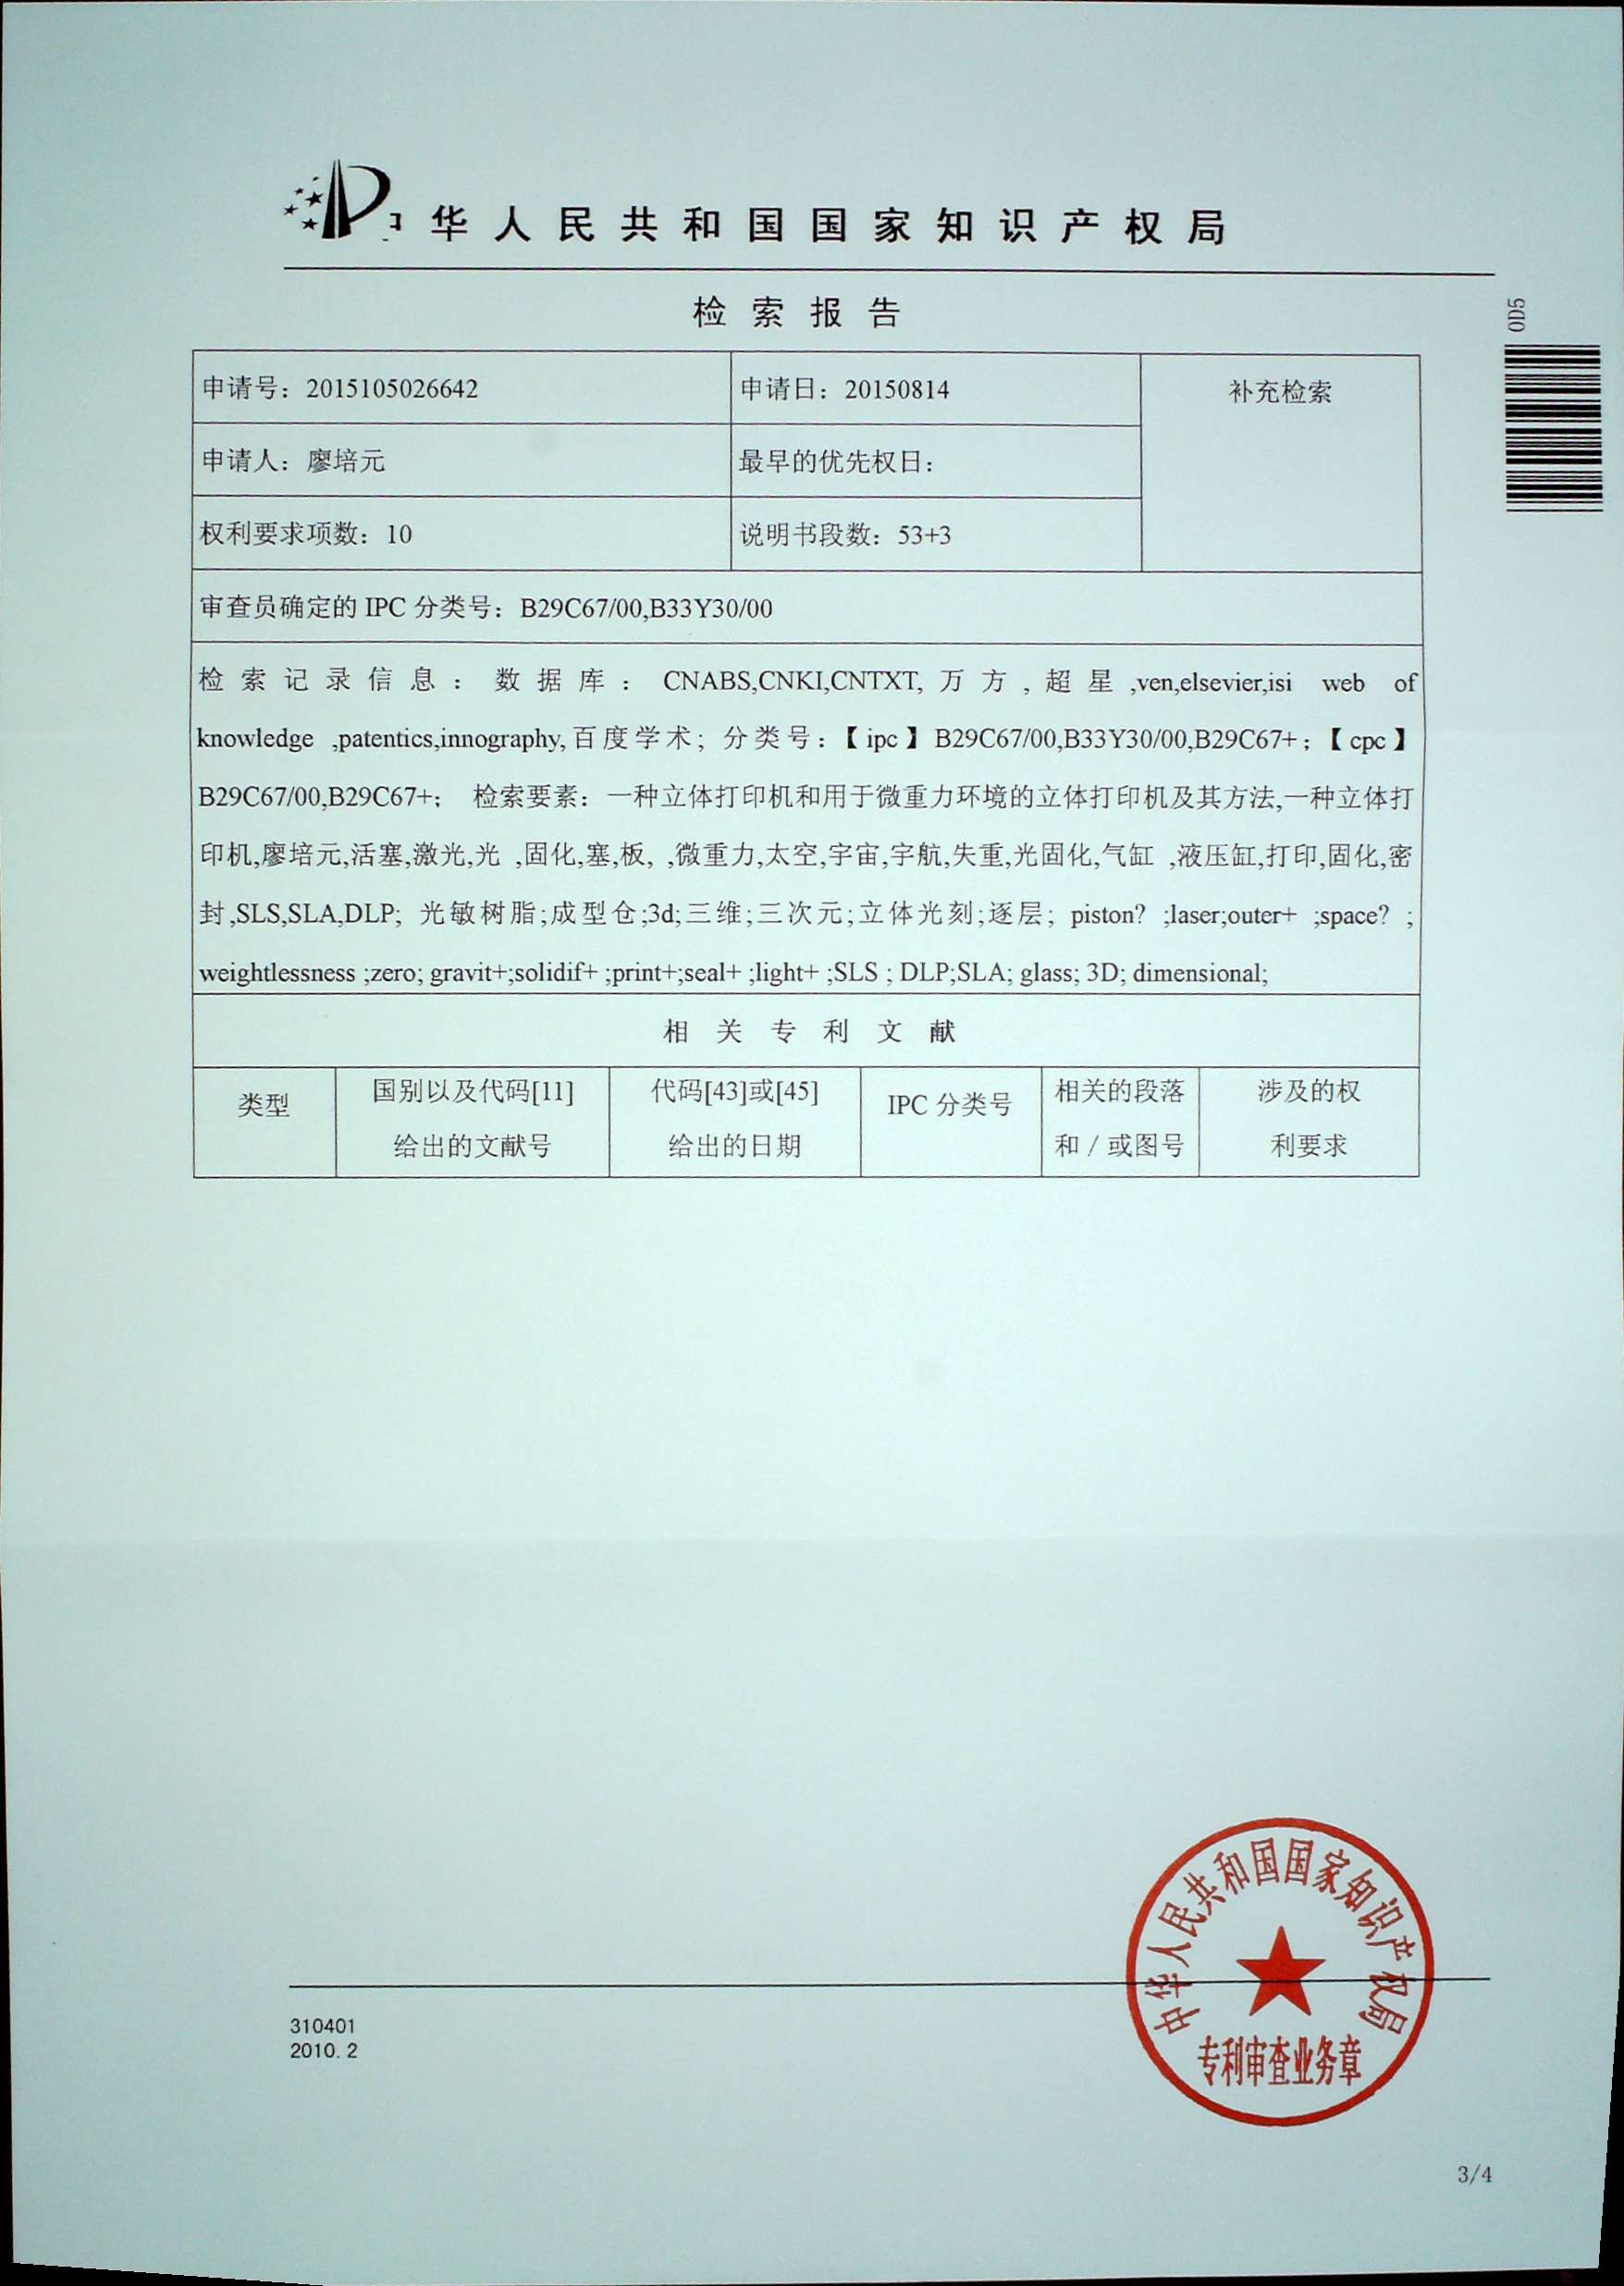 华人民共和国国家知识产权局
检索报告
0D5
申请号：2015105026642
申请日：20150814
补充检索
申请人：廖培元
最早的优先权日：
权利要求项数：10
说明书段数：53+3
审查员确定的 IPC 分类号：B29C67/00,B33Y30/00
检索记录信息：数据库：CNABS,CNKI,CNTXT,万方,超星,ven,elsevier,isi web of
knowledge ,patentics,innography,百度学术；分类号：【ipc】B29C67/00,B33Y30/00,B29C67+；【cpc】
B29C67/00,B29C67+； 检索要素：一种立体打印机和用于微重力环境的立体打印机及其方法,一种立体打
印机,廖培元,活塞,激光,光 ,固化,塞,板, ,微重力,太空,宇宙,宇航,失重,光固化,气缸 ,液压缸,打印,固化,密
封,SLS,SLA,DLP; 光敏树脂;成型仓;3d;三维;三次元;立体光刻;逐层; piston? ;laser;outer+ ;space? ;
weightlessness ;zero; gravit+;solidif+ ;print+;seal+ ;light+ ;SLS ; DLP;SLA; glass; 3D; dimensional;
相关专利文献
类型
国别以及代码[11]
给出的文献号
代码[43]或[45]
给出的日期
IPC 分类号
相关的段落
和／或图号
涉及的权
利要求
中华人民共和国国家知识产权局
专利审查业务章
310401
2010. 2
3/4